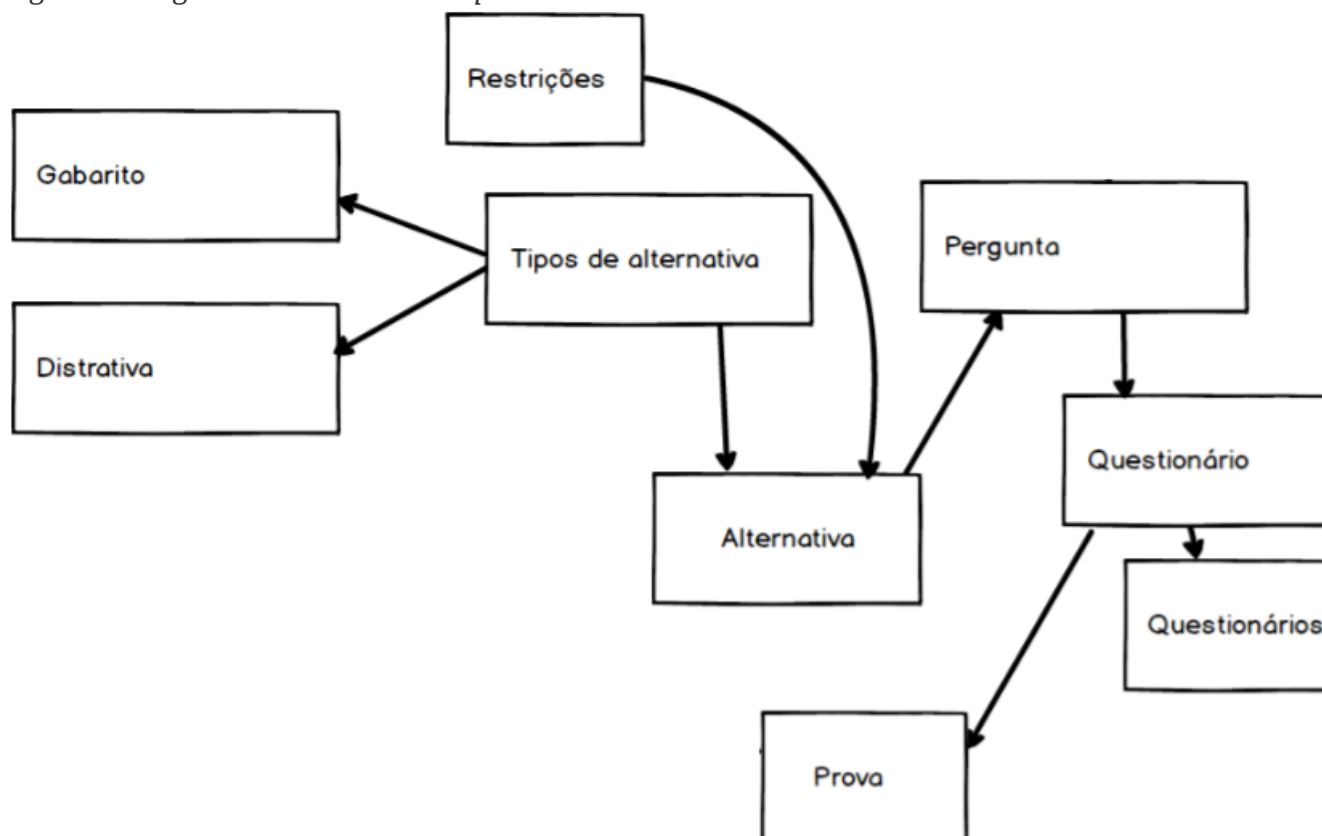 Restrições
Gabarito
Tipos de alternativa
Pergunta
Distrativa
Questionário
Alternativa
Questionários
Prova